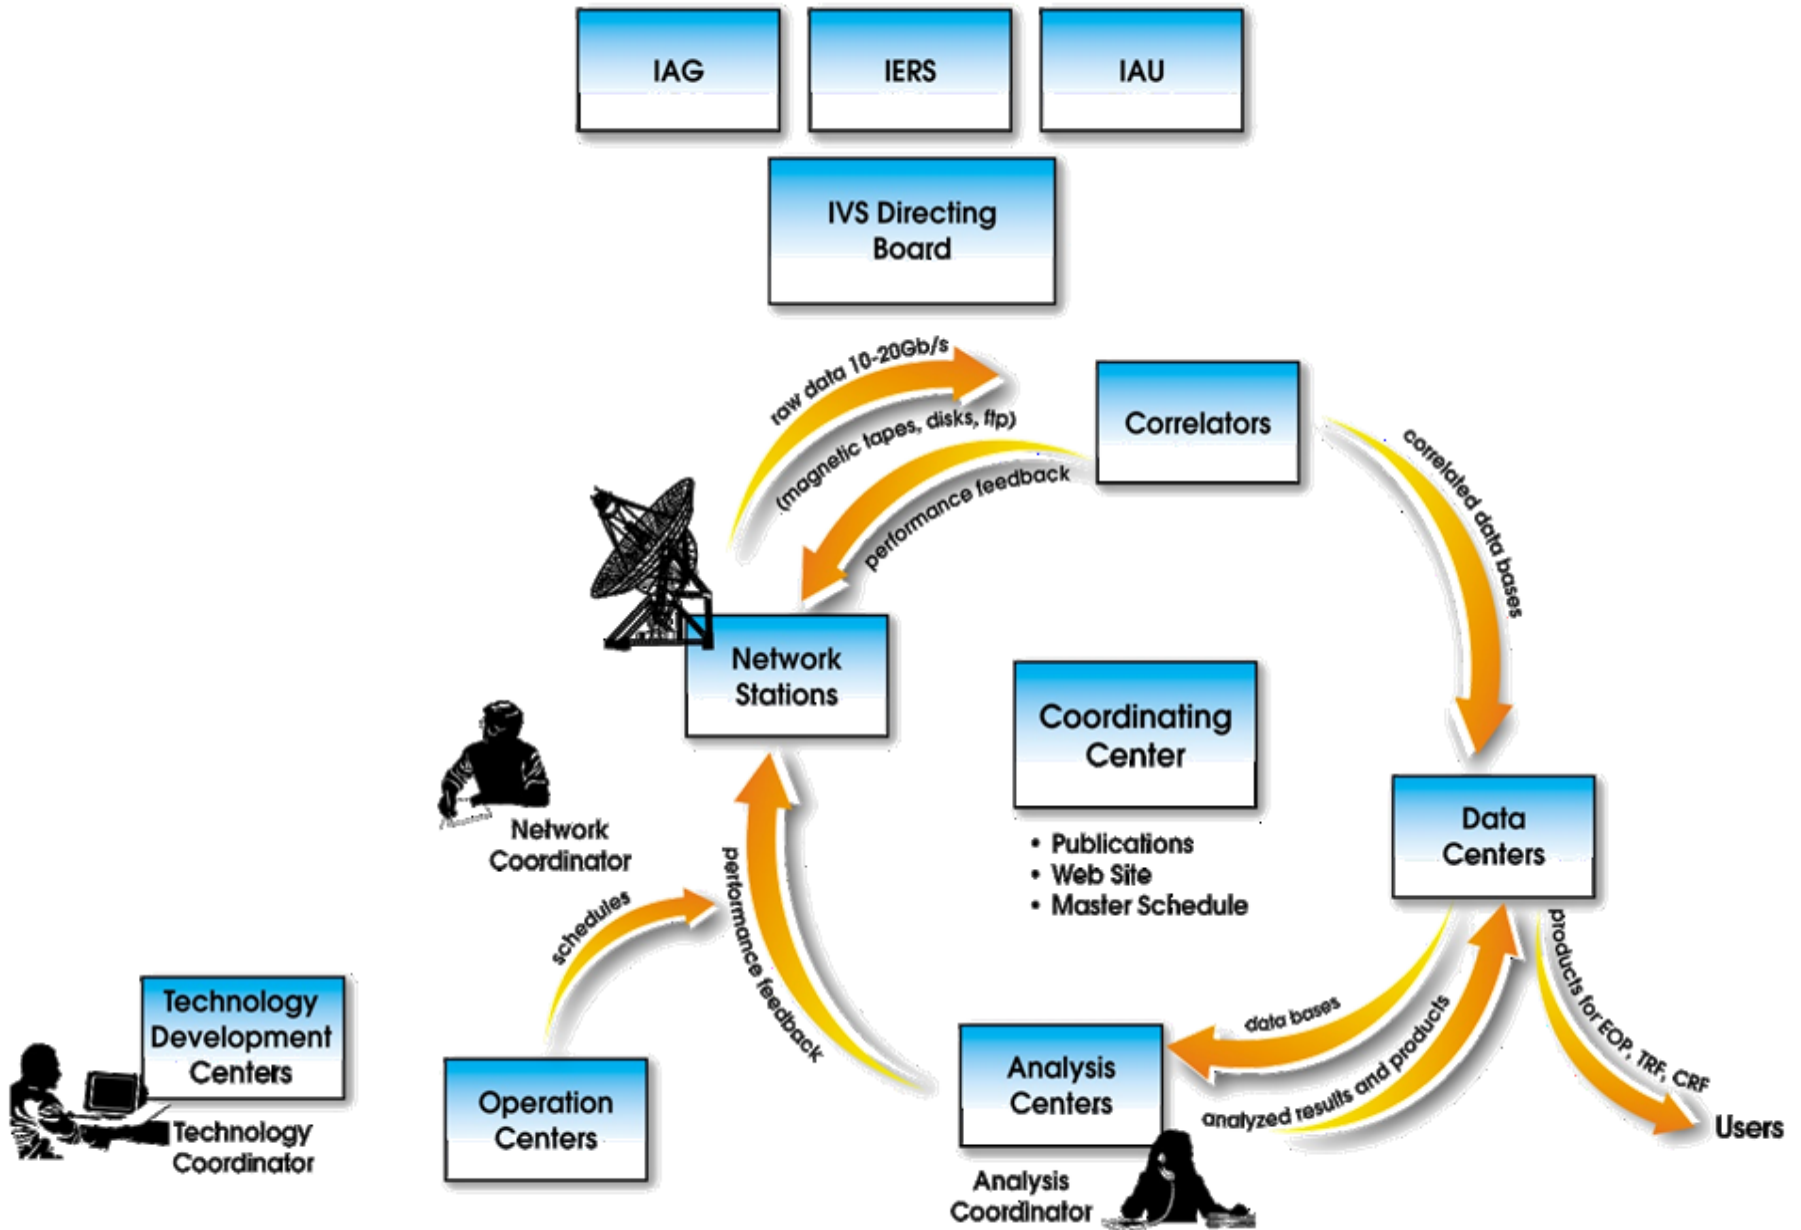 IAG
IERS
IAU
IVS Directing
Board
raw data 10-20Gb/s
(magnetic tapes, disks, ftp)
performance feedback
Correlators
correlated data bases
Network
Stations
Coordinating
Center
• Publications
• Web Site
• Master Schedule
Data
Centers
Network
Coordinator
schedules
performance feedback
Technology
Development
Centers
Technology
Coordinator
Operation
Centers
Analysis
Centers
Analysis
Coordinator
data bases
analyzed results and products
products for EOP, TRF, CRF
Users